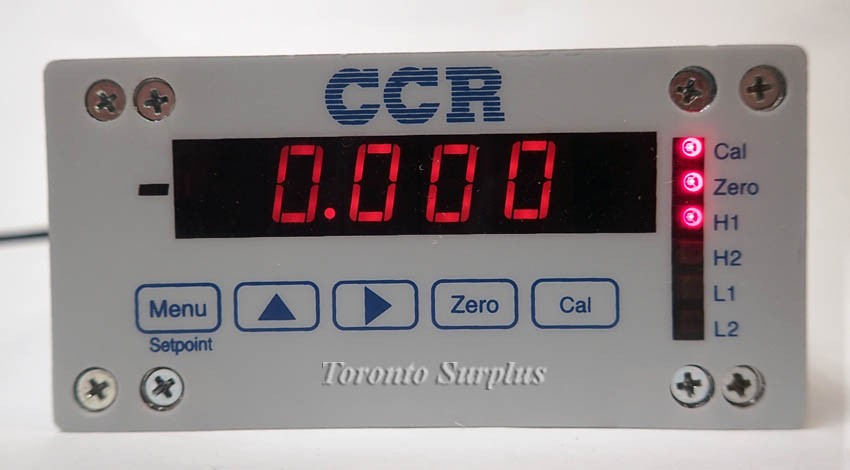 CCR
0.000
Cal
Zero
H1
H2
L1
L2
Menu Zero Cal
Setpoint
Toronto Surplus